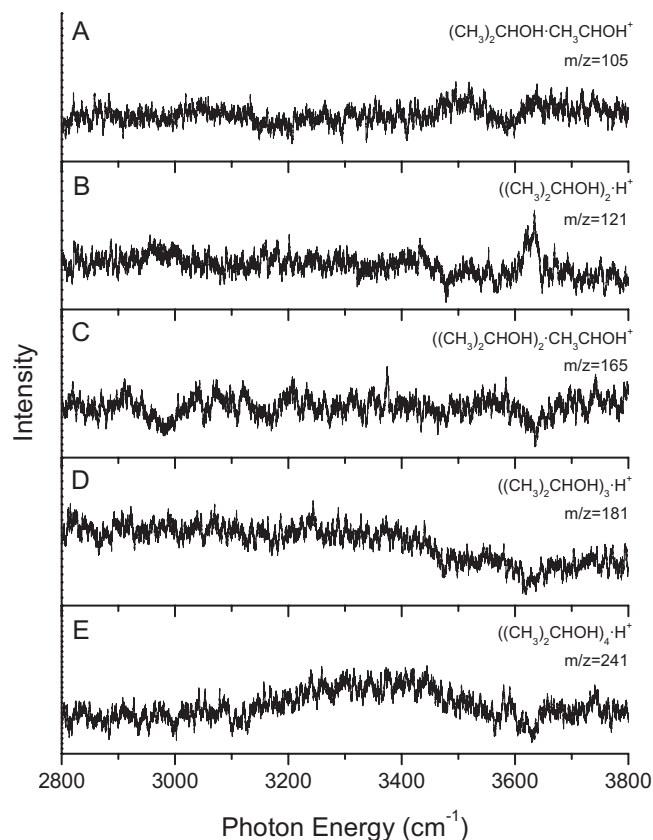 A
(CH₃)₂CHOH·CH₃CHOH⁺
m/z=105
B
((CH₃)₂CHOH)₂·H⁺
m/z=121
C
((CH₃)₂CHOH)₂·CH₃CHOH⁺
m/z=165
D
((CH₃)₂CHOH)₃·H⁺
m/z=181
E
((CH₃)₂CHOH)₄·H⁺
m/z=241
Intensity
2800 3000 3200 3400 3600 3800
Photon Energy (cm⁻¹)